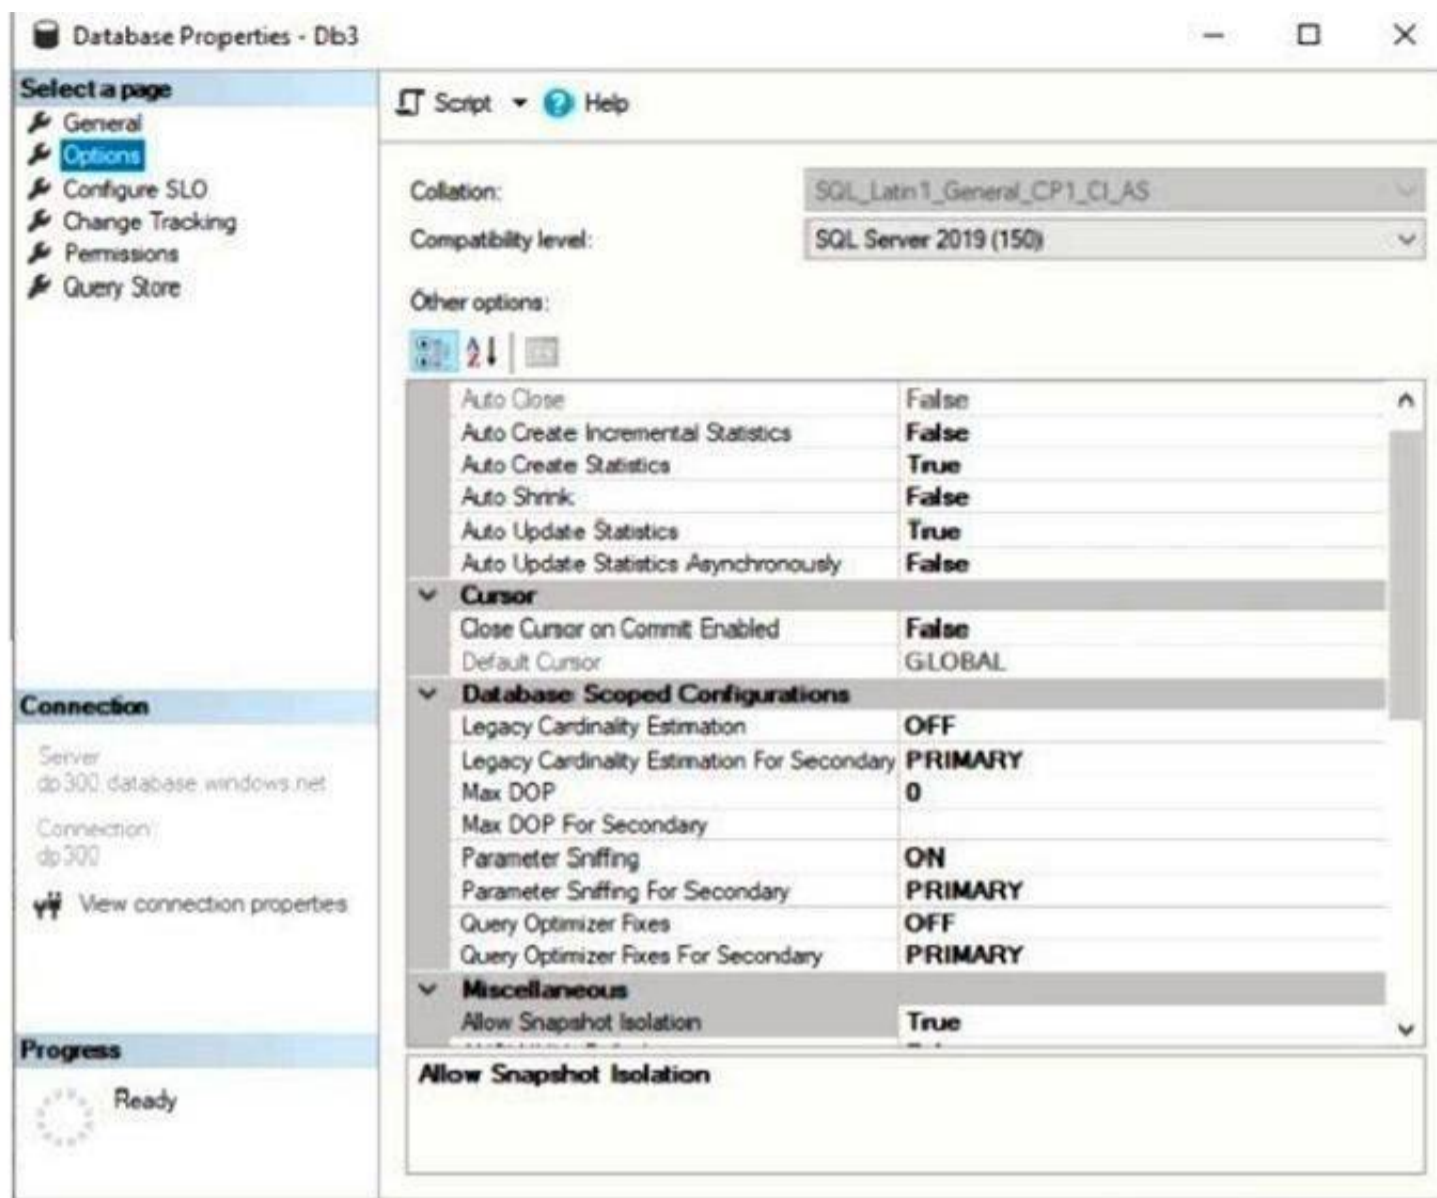 Database Properties - Db3
Select a page
General
Options
Configure SLO
Change Tracking
Permissions
Query Store
Script
Help
Collation: SQL_Latin1_General_CP1_CI_AS
Compatibility level: SQL Server 2019 (150)
Other options:
Auto Close False
Auto Create Incremental Statistics False
Auto Create Statistics True
Auto Shrink False
Auto Update Statistics True
Auto Update Statistics Asynchronously False
Cursor
Close Cursor on Commit Enabled False
Default Cursor GLOBAL
Database Scoped Configurations
Legacy Cardinality Estimation OFF
Legacy Cardinality Estimation For Secondary PRIMARY
Max DOP 0
Max DOP For Secondary
Parameter Sniffing ON
Parameter Sniffing For Secondary PRIMARY
Query Optimizer Fixes OFF
Query Optimizer Fixes For Secondary PRIMARY
Miscellaneous
Allow Snapshot Isolation True
Allow Snapshot Isolation
Connection
Server
dp300.database.windows.net
Connection:
dp300
View connection properties
Progress
Ready